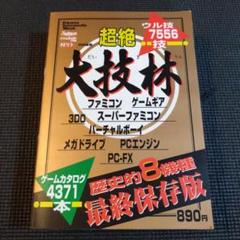 超絶
ウル技
7556
技
大技林
ファミコン ゲームギア
3DO スーパーファミコン
バーチャルボーイ
メガドライブ PCエンジン
PC-FX
ゲームカタログ
4371
本
歴史的8機種
最終保存版
890円